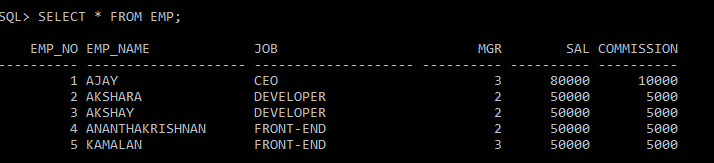 SQL> SELECT * FROM EMP;
EMP_NO EMP_NAME JOB MGR SAL COMMISSION
---------- -------------------- -------------------- ---------- ---------- ----------
1 AJAY CEO 3 80000 10000
2 AKSHARA DEVELOPER 2 50000 5000
3 AKSHAY DEVELOPER 2 50000 5000
4 ANANTHAKRISHNAN FRONT-END 2 50000 5000
5 KAMALAN FRONT-END 3 50000 5000